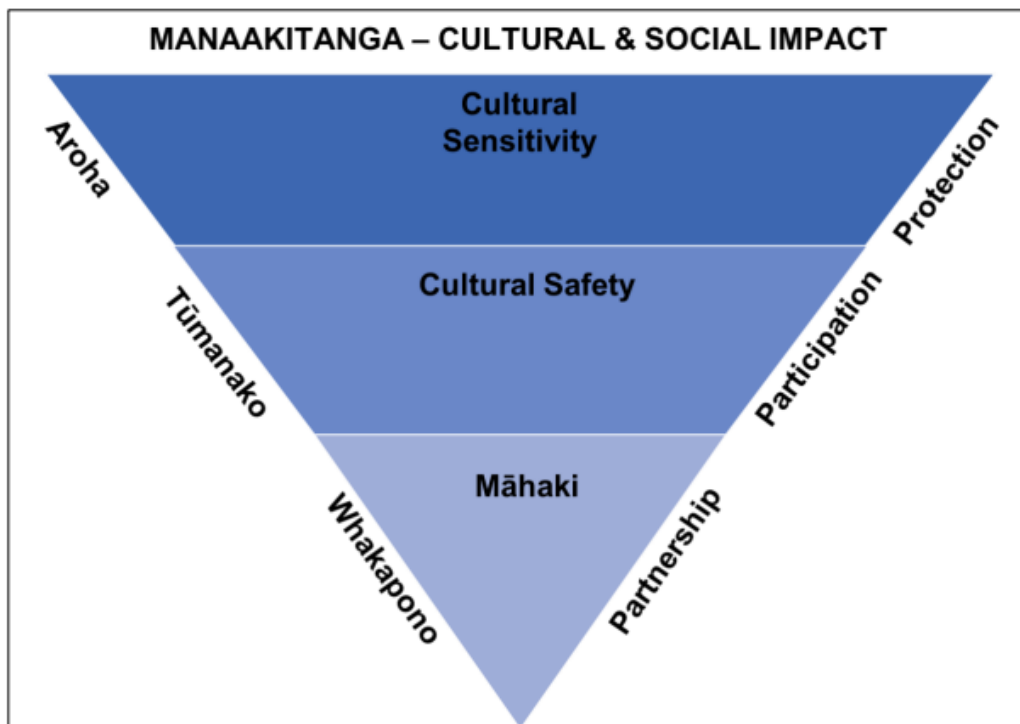 MANAAKITANGA – CULTURAL & SOCIAL IMPACT
Cultural
Sensitivity
Aroha
Protection
Cultural Safety
Tūmanako
Participation
Māhaki
Whakapono
Partnership